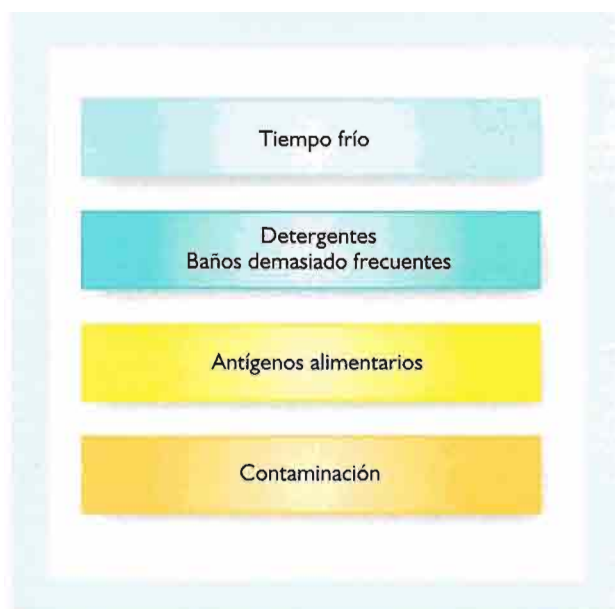 Tiempo frío
Detergentes
Baños demasiado frecuentes
Antígenos alimentarios
Contaminación